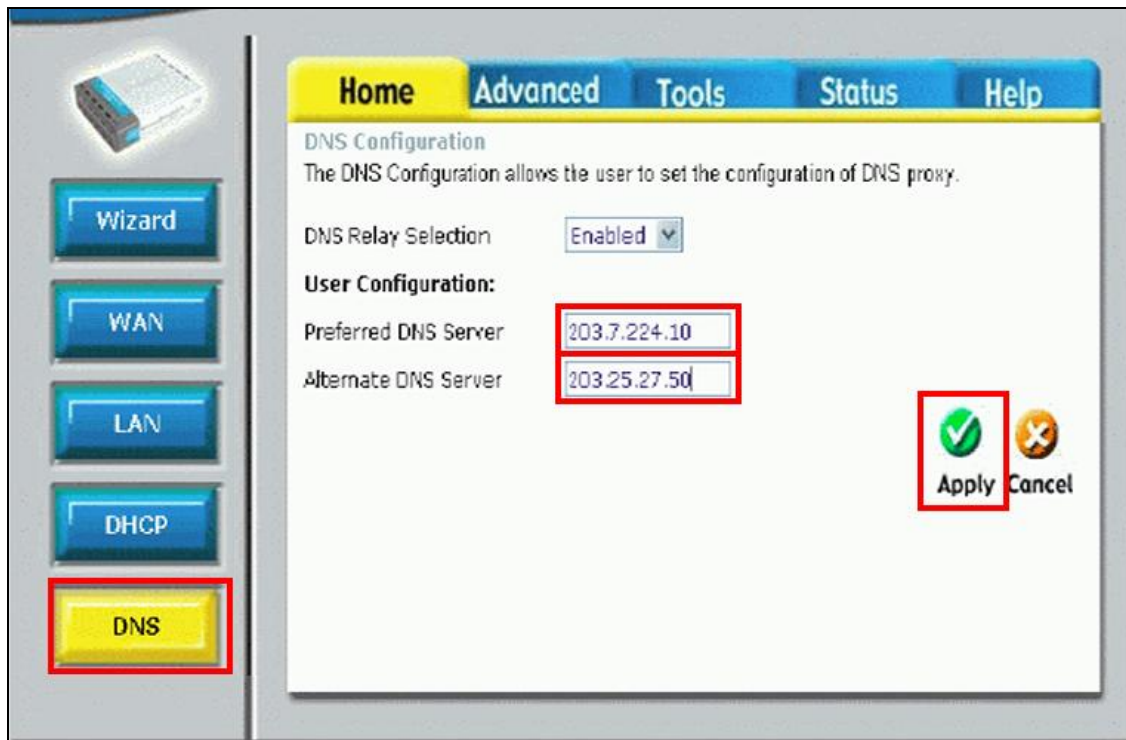 Home Advanced Tools Status Help
DNS Configuration
The DNS Configuration allows the user to set the configuration of DNS proxy.
DNS Relay Selection Enabled
User Configuration:
Preferred DNS Server 203.7.224.10
Alternate DNS Server 203.25.27.50
Apply Cancel
Wizard
WAN
LAN
DHCP
DNS